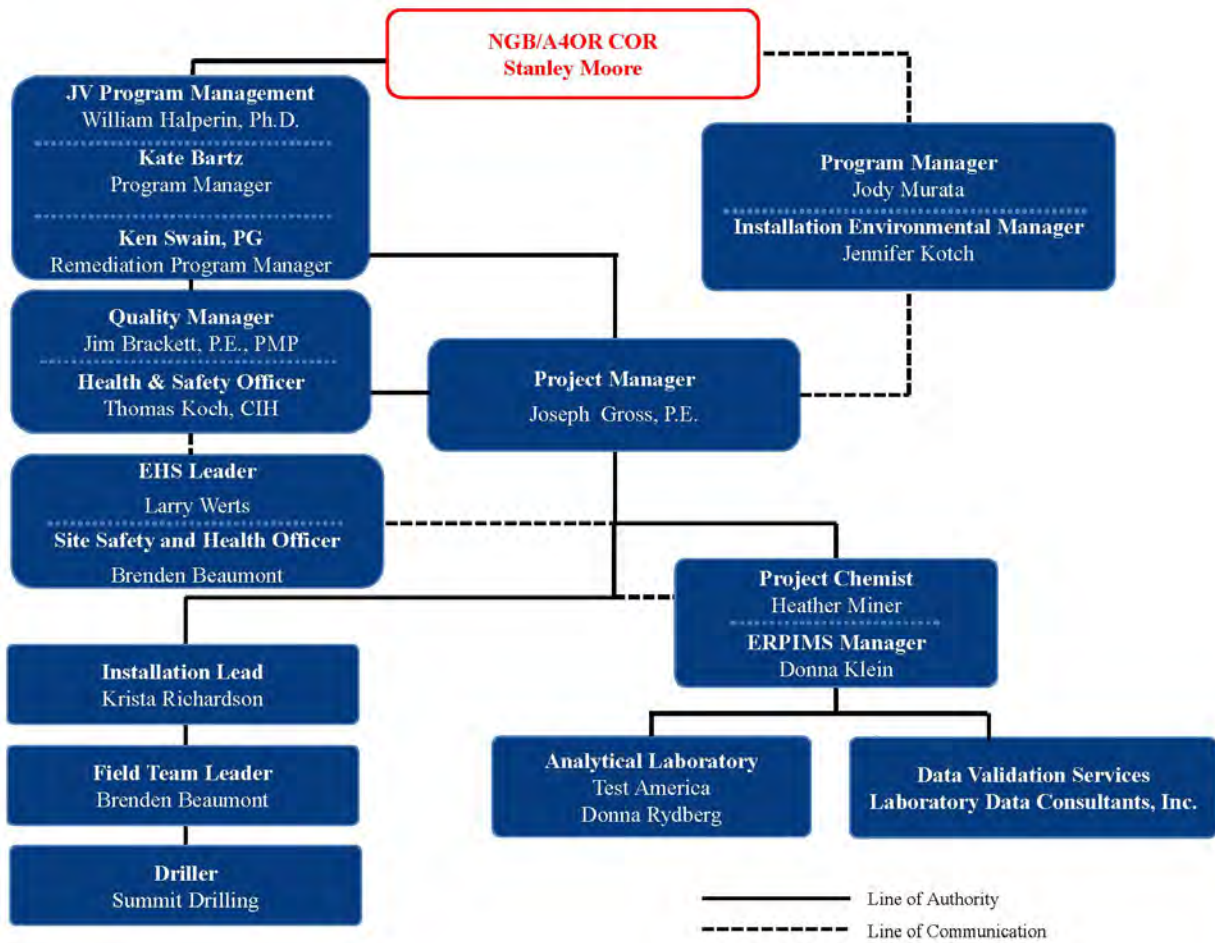 NGB/A4OR COR
Stanley Moore
JV Program Management
William Halperin, Ph.D.
Kate Bartz
Program Manager
Ken Swain, PG
Remediation Program Manager
Program Manager
Jody Murata
Installation Environmental Manager
Jennifer Kotch
Quality Manager
Jim Brackett, P.E., PMP
Health & Safety Officer
Thomas Koch, CIH
Project Manager
Joseph Gross, P.E.
EHS Leader
Larry Werts
Site Safety and Health Officer
Brenden Beaumont
Project Chemist
Heather Miner
ERPIMS Manager
Donna Klein
Installation Lead
Krista Richardson
Field Team Leader
Brenden Beaumont
Driller
Summit Drilling
Analytical Laboratory
Test America
Donna Rydberg
Data Validation Services
Laboratory Data Consultants, Inc.
Line of Authority
Line of Communication